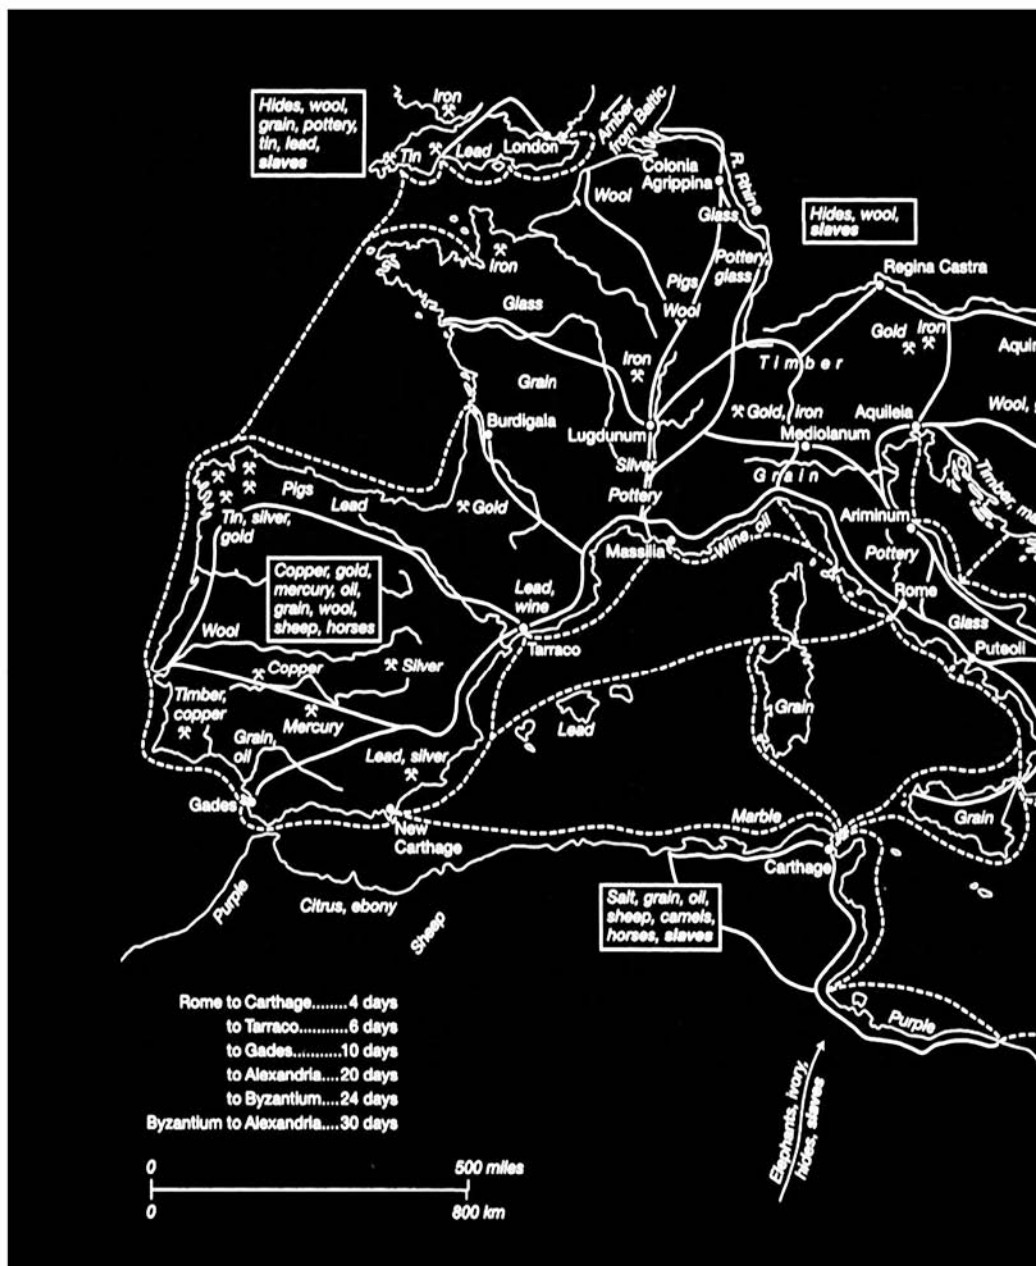 Iron
Hides, wool,
grain, pottery,
tin, lead,
slaves
Tin
Lead
London
Amber
from Baltic
Colonia
Agrippina
R. Rhine
Wool
Glass
Hides, wool,
slaves
Iron
Pottery,
glass
Regina Castra
Pigs
Glass
Wool
Gold
Iron
Aquin
Iron
Timber
Grain
Wool,
Gold, Iron
Aquileia
Burdigala
Lugdunum
Mediolanum
Silver
Grain
Timber, me
Pigs
Lead
Gold
Pottery
Tin, silver,
gold
Massilia
Wine, oil
Ariminum
Pottery
Copper, gold,
mercury, oil,
grain, wool,
sheep, horses
Lead,
wine
Rome
Glass
Wool
Tarraco
Puteoli
Copper
Silver
Timber,
copper
Mercury
Lead
Grain
Grain,
oil
Lead, silver
Gades
New
Carthage
Marble
Grain
Carthage
Purple
Citrus, ebony
Sheep
Salt, grain, oil,
sheep, camels,
horses, slaves
Purple
Rome to Carthage........4 days
to Tarraco...........6 days
to Gades...........10 days
to Alexandria....20 days
to Byzantium....24 days
Byzantium to Alexandria....30 days
Elephants, ivory,
hides, slaves
0 500 miles
0 800 km